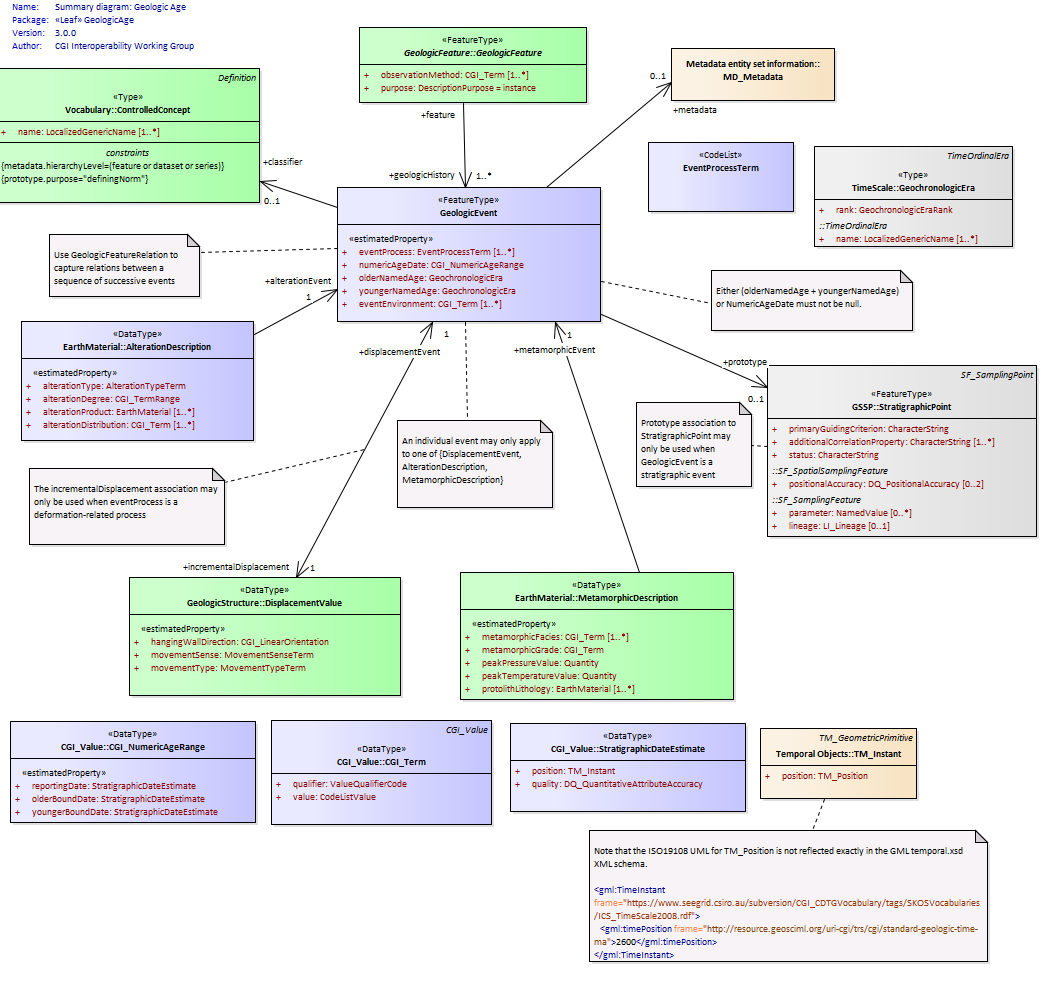 Name: Summary diagram: Geologic Age
Package: «Leaf» GeologicAge
Version: 3.0.0
Author: CGI Interoperability Working Group
«FeatureType»
GeologicFeature::GeologicFeature
+ observationMethod: CGI_Term [1..*]
+ purpose: DescriptionPurpose = instance
Metadata entity set information::
MD_Metadata
0..1
+metadata
Definition
«Type»
Vocabulary::ControlledConcept
+ name: LocalizedGenericName [1..*]
constraints
{metadata.hierarchyLevel=(feature or dataset or series)}
{prototype.purpose="definingNorm"}
+classifier
0..1
+feature
+geologicHistory
1..*
«CodeList»
EventProcessTerm
TimeOrdinalEra
«Type»
TimeScale::GeochronologicEra
+ rank: GeochronologicEraRank
::TimeOrdinalEra
+ name: LocalizedGenericName [1..*]
«FeatureType»
GeologicEvent
«estimatedProperty»
+ eventProcess: EventProcessTerm [1..*]
+ numericAgeDate: CGI_NumericAgeRange
+ olderNamedAge: GeochronologicEra
+ youngerNamedAge: GeochronologicEra
+ eventEnvironment: CGI_Term [1..*]
Use GeologicFeatureRelation to
capture relations between a
sequence of successive events
+alterationEvent
1
Either (olderNamedAge + youngerNamedAge)
or NumericAgeDate must not be null.
«DataType»
EarthMaterial::AlterationDescription
«estimatedProperty»
+ alterationType: AlterationTypeTerm
+ alterationDegree: CGI_TermRange
+ alterationProduct: EarthMaterial [1..*]
+ alterationDistribution: CGI_Term [1..*]
1
+displacementEvent
1
+metamorphicEvent
+prototype
0..1
SF_SamplingPoint
«FeatureType»
GSSP::StratigraphicPoint
+ primaryGuidingCriterion: CharacterString
+ additionalCorrelationProperty: CharacterString [1..*]
+ status: CharacterString
::SF_SpatialSamplingFeature
+ positionalAccuracy: DQ_PositionalAccuracy [0..2]
::SF_SamplingFeature
+ parameter: NamedValue [0..*]
+ lineage: LI_Lineage [0..1]
Prototype association to
StratigraphicPoint may
only be used when
GeologicEvent is a
stratigraphic event
An individual event may only apply
to one of {DisplacementEvent,
AlterationDescription,
MetamorphicDescription}
The incrementalDisplacement association may
only be used when eventProcess is a
deformation-related process
+incrementalDisplacement
1
«DataType»
GeologicStructure::DisplacementValue
«estimatedProperty»
+ hangingWallDirection: CGI_LinearOrientation
+ movementSense: MovementSenseTerm
+ movementType: MovementTypeTerm
«DataType»
EarthMaterial::MetamorphicDescription
«estimatedProperty»
+ metamorphicFacies: CGI_Term [1..*]
+ metamorphicGrade: CGI_Term
+ peakPressureValue: Quantity
+ peakTemperatureValue: Quantity
+ protolithLithology: EarthMaterial [1..*]
«DataType»
CGI_Value::CGI_NumericAgeRange
«estimatedProperty»
+ reportingDate: StratigraphicDateEstimate
+ olderBoundDate: StratigraphicDateEstimate
+ youngerBoundDate: StratigraphicDateEstimate
CGI_Value
«DataType»
CGI_Value::CGI_Term
+ qualifier: ValueQualifierCode
+ value: CodeListValue
«DataType»
CGI_Value::StratigraphicDateEstimate
+ position: TM_Instant
+ quality: DQ_QuantitativeAttributeAccuracy
TM_GeometricPrimitive
Temporal Objects::TM_Instant
+ position: TM_Position
Note that the ISO19108 UML for TM_Position is not reflected exactly in the GML temporal.xsd
XML schema.
<gml:TimeInstant
frame="https://www.seegrid.csiro.au/subversion/CGI_CDTGVocabulary/tags/SKOSVocabularies
/ICS_TimeScale2008.rdf">
<gml:timePosition frame="http://resource.geosciml.org/uri-cgi/trs/cgi/standard-geologic-time-
ma">2600</gml:timePosition>
</gml:TimeInstant>